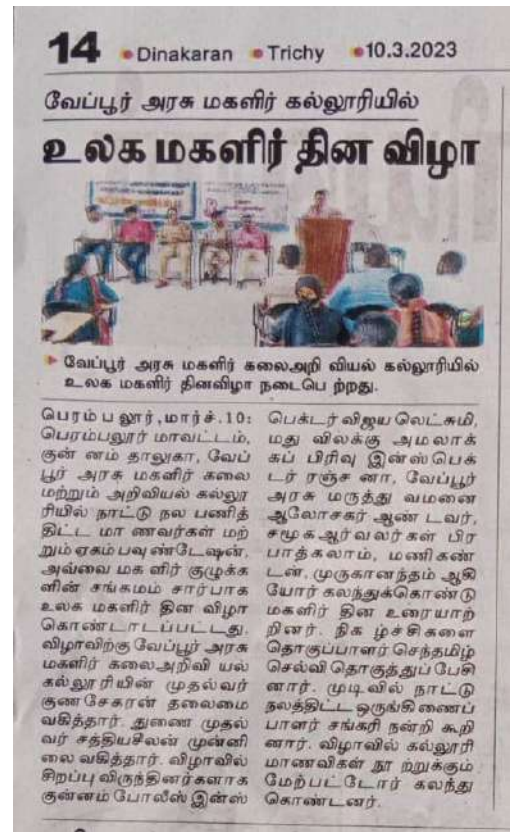 14 Dinakaran Trichy 10.3.2023
வேப்பூர் அரசு மகளிர் கல்லூரியில்
உலக மகளிர் தின விழா
வேப்பூர் அரசு மகளிர் கலைஅறி வியல் கல்லூரியில்
உலக மகளிர் தினவிழா நடைபெ ற்றது.
பெரம்ப லூர்,மார்ச்.10:
பெரம்பலூர் மாவட்டம்,
குன் னம் தாலுகா, வேப்
பூர் அரசு மகளிர் கலை
மற்றும் அறிவியல் கல்லூ
ரியில் நாட்டு நல பணித்
திட்ட மா ணவர்கள் மற்
றும் ஏகம் பவு ண்டேஷன்,
அவ்வை மக ளிர் குழுக்க
ளின் சங்கமம் சார்பாக
உலக மகளிர் தின விழா
கொண்டாடப்பட்டது.
விழாவிற்கு வேப்பூர் அரசு
மகளிர் கலைஅறிவி யல்
கல்லூரியின் முதல்வர்
குணசேகரன் தலைமை
வகித்தார். துணை முதல்
வர் சத்தியசீலன் முன்னி
லை வகித்தார். விழாவில்
சிறப்பு விருந்தினர்களாக
குன்னம் போலீஸ் இன்ஸ்
பெக்டர் விஜய லெட்சுமி,
மது விலக்கு அமலாக்
கப் பிரிவு இன்ஸ்பெக்
டர் ரஞ்ச னா, வேப்பூர்
அரசு மருத்து வமனை
ஆலோசகர் ஆண் டவர்,
சமூக ஆர்வலர்கள் பிர
பாத்கலாம், மணிகண்
டன், முருகானந்தம் ஆகி
யோர் கலந்துக்கொண்டு
மகளிர் தின உரையாற்
றினர். நிக ழ்ச்சிகளை
தொகுப்பாளர் செந்தமிழ்
செல்வி தொகுத்துப் பேசி
னார். முடிவில் நாட்டு
நலத்திட்ட ஒருங்கி ணைப்
பாளர் சங்கரி நன்றி கூறி
னார். விழாவில் கல்லூரி
மாணவிகள் நூ ற்றுக்கும்
மேற்பட்டோர் கலந்து
கொண்டனர்.